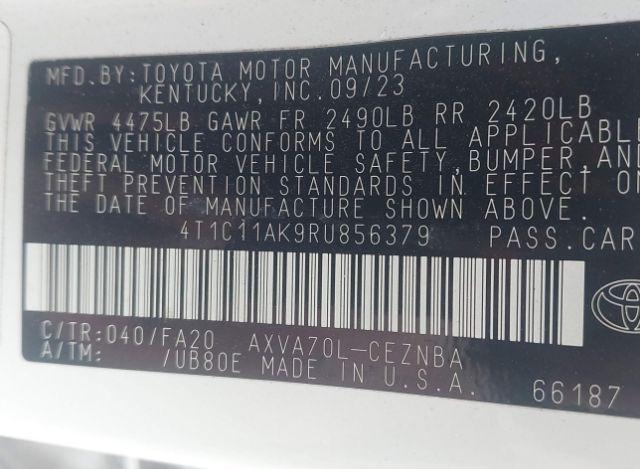 MFD.BY:TOYOTA MOTOR MANUFACTURING,
KENTUCKY,INC.09/23
GVWR 4475LB GAWR FR 2490LB RR 2420LB
THIS VEHICLE CONFORMS TO ALL APPLICABLE
FEDERAL MOTOR VEHICLE SAFETY,BUMPER,AND
THEFT PREVENTION STANDARDS IN EFFECT ON
THE DATE OF MANUFACTURE SHOWN ABOVE.
4T1C11AK9RU856379 PASS.CAR
C/TR:040/FA20 AXVA70L-CEZNBA
A/TM: /UB80E MADE IN U.S.A.
66187